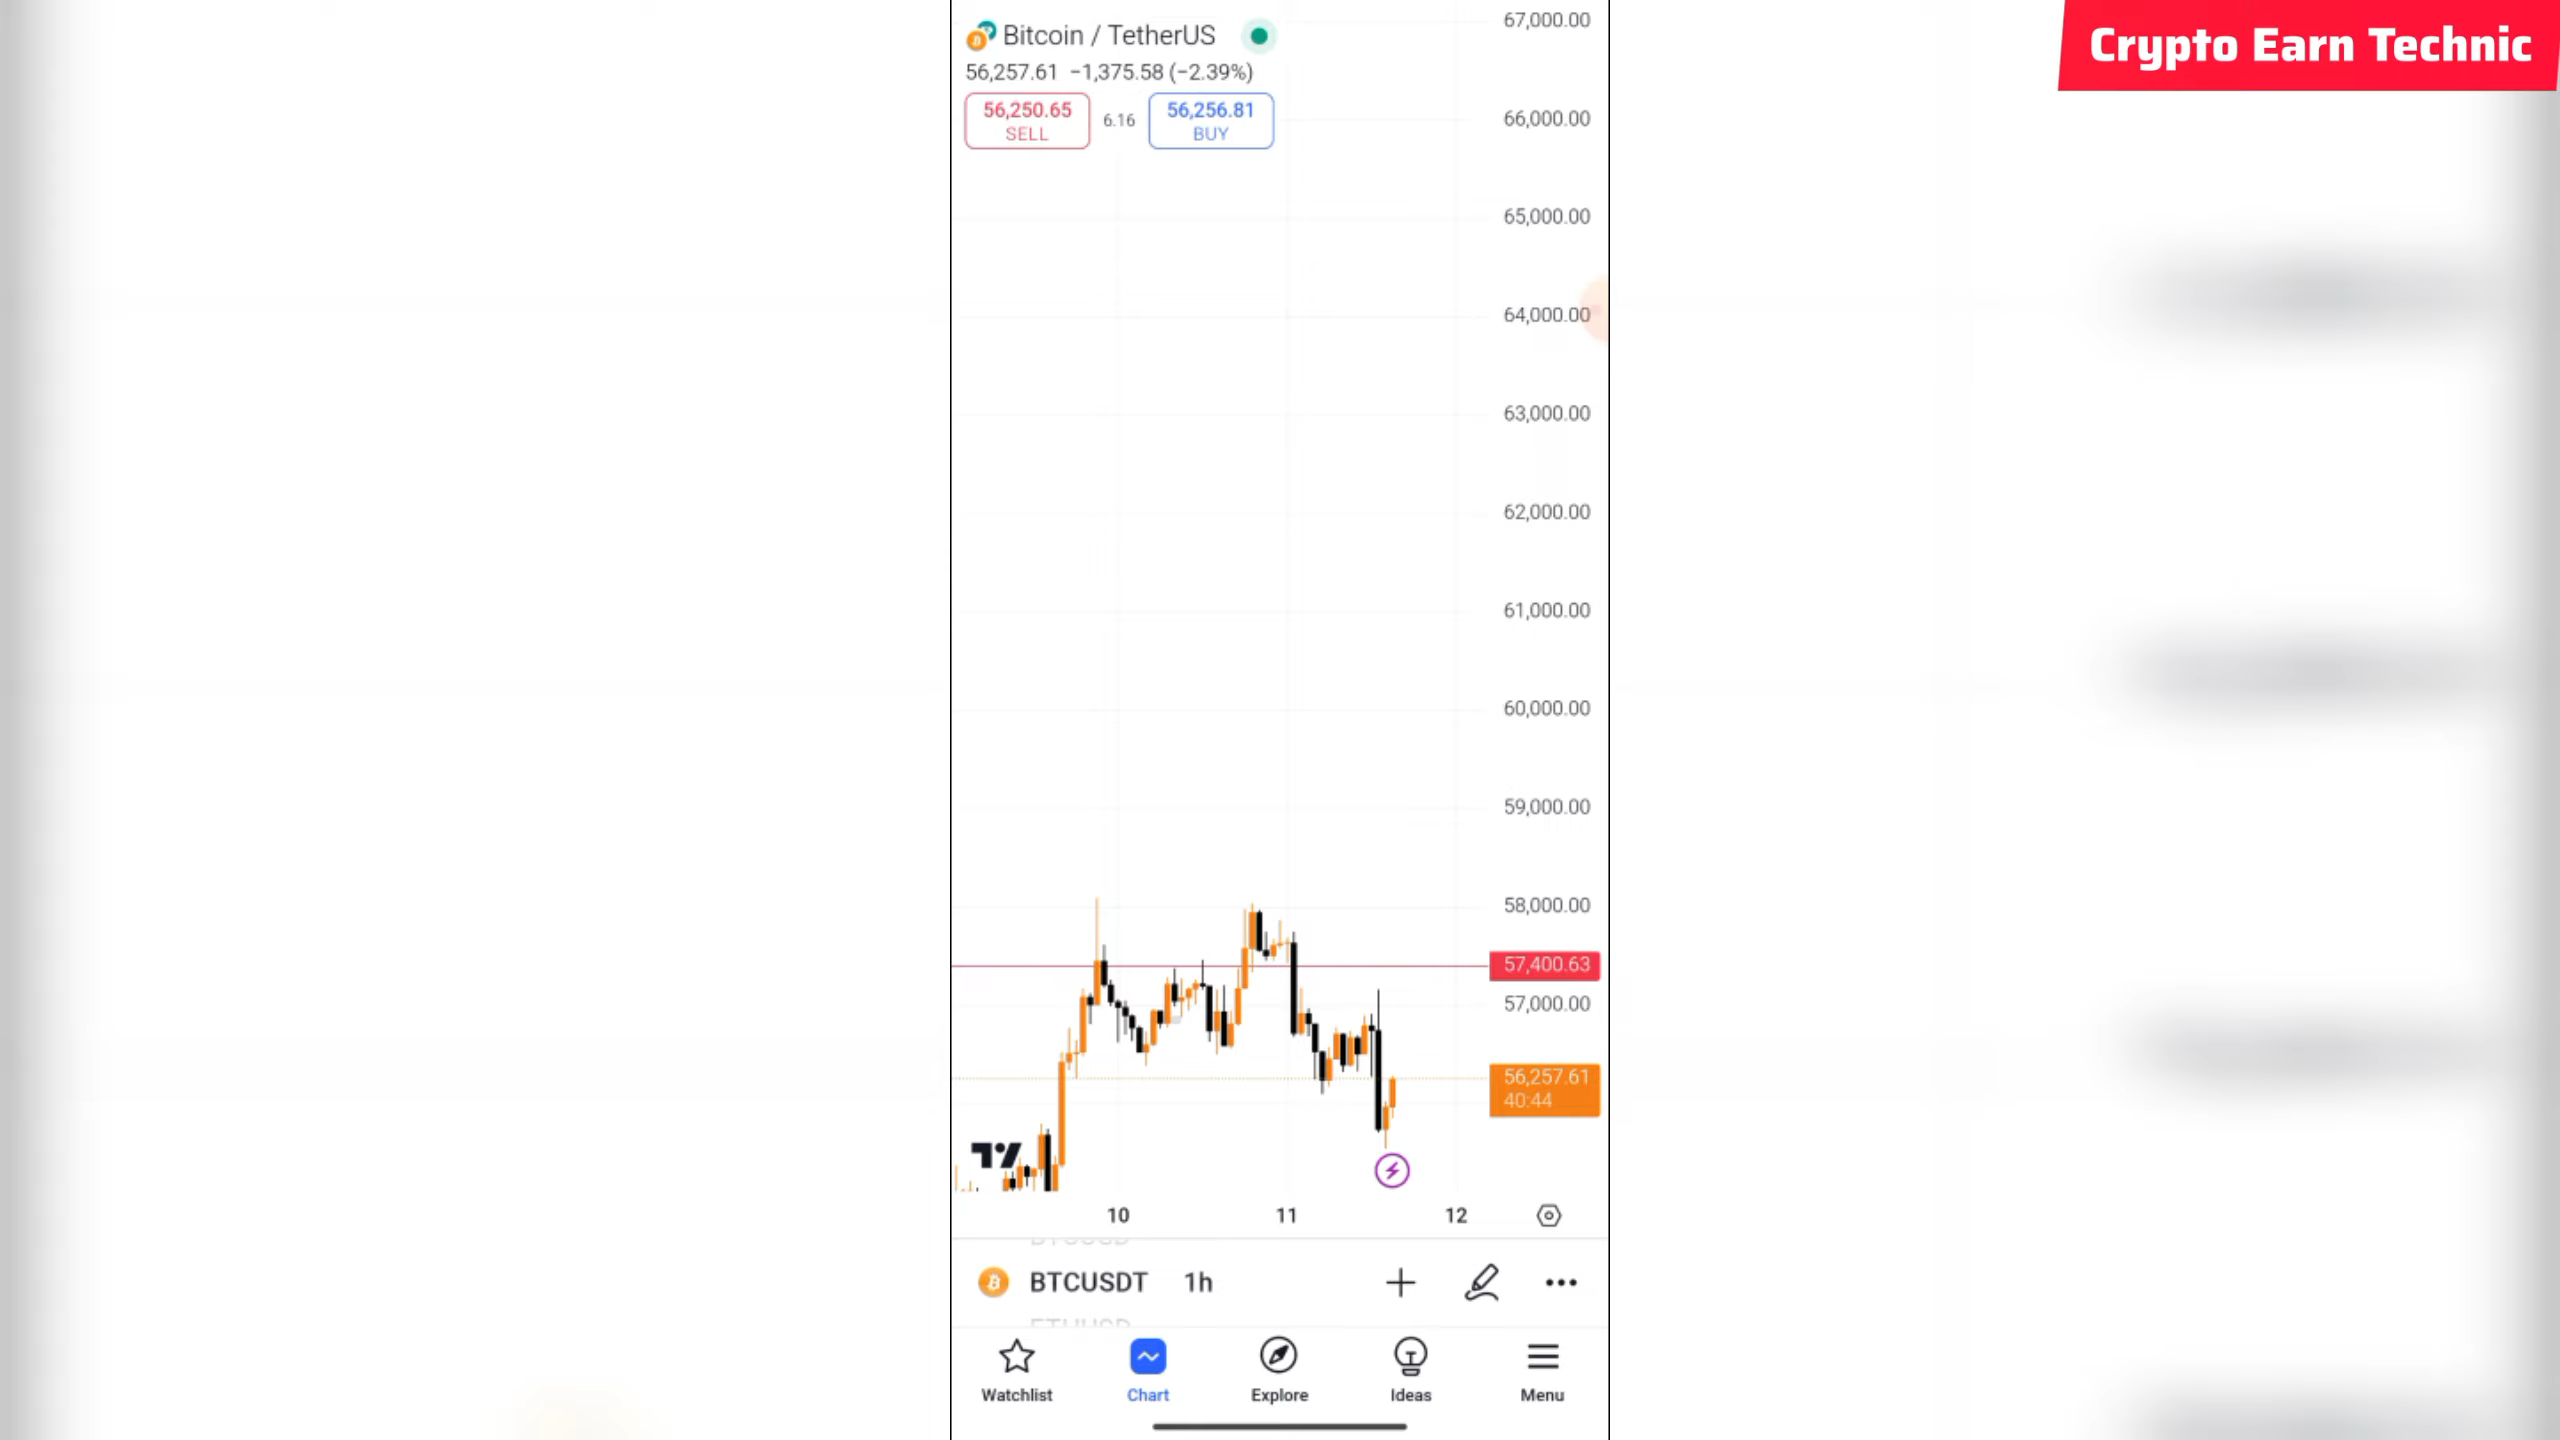 Crypto Earn Technic
Bitcoin / TetherUS
56,257.61 −1,375.58 (−2.39%)
56,250.65
SELL
6.16
56,256.81
BUY
67,000.00
66,000.00
65,000.00
64,000.00
63,000.00
62,000.00
61,000.00
60,000.00
59,000.00
58,000.00
57,400.63
57,000.00
56,257.61
40:44
10 11 12
BTCUSDT 1h
Watchlist
Chart
Explore
Ideas
Menu